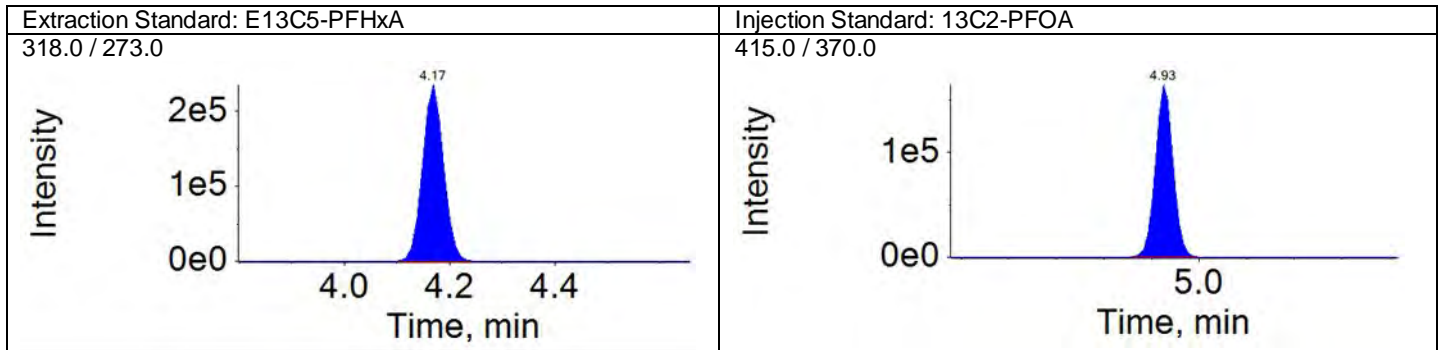 Extraction Standard: E13C5-PFHxA
318.0 / 273.0
4.17
Intensity
2e5
1e5
0e0
4.0 4.2 4.4
Time, min
Injection Standard: 13C2-PFOA
415.0 / 370.0
4.93
Intensity
1e5
0e0
5.0
Time, min